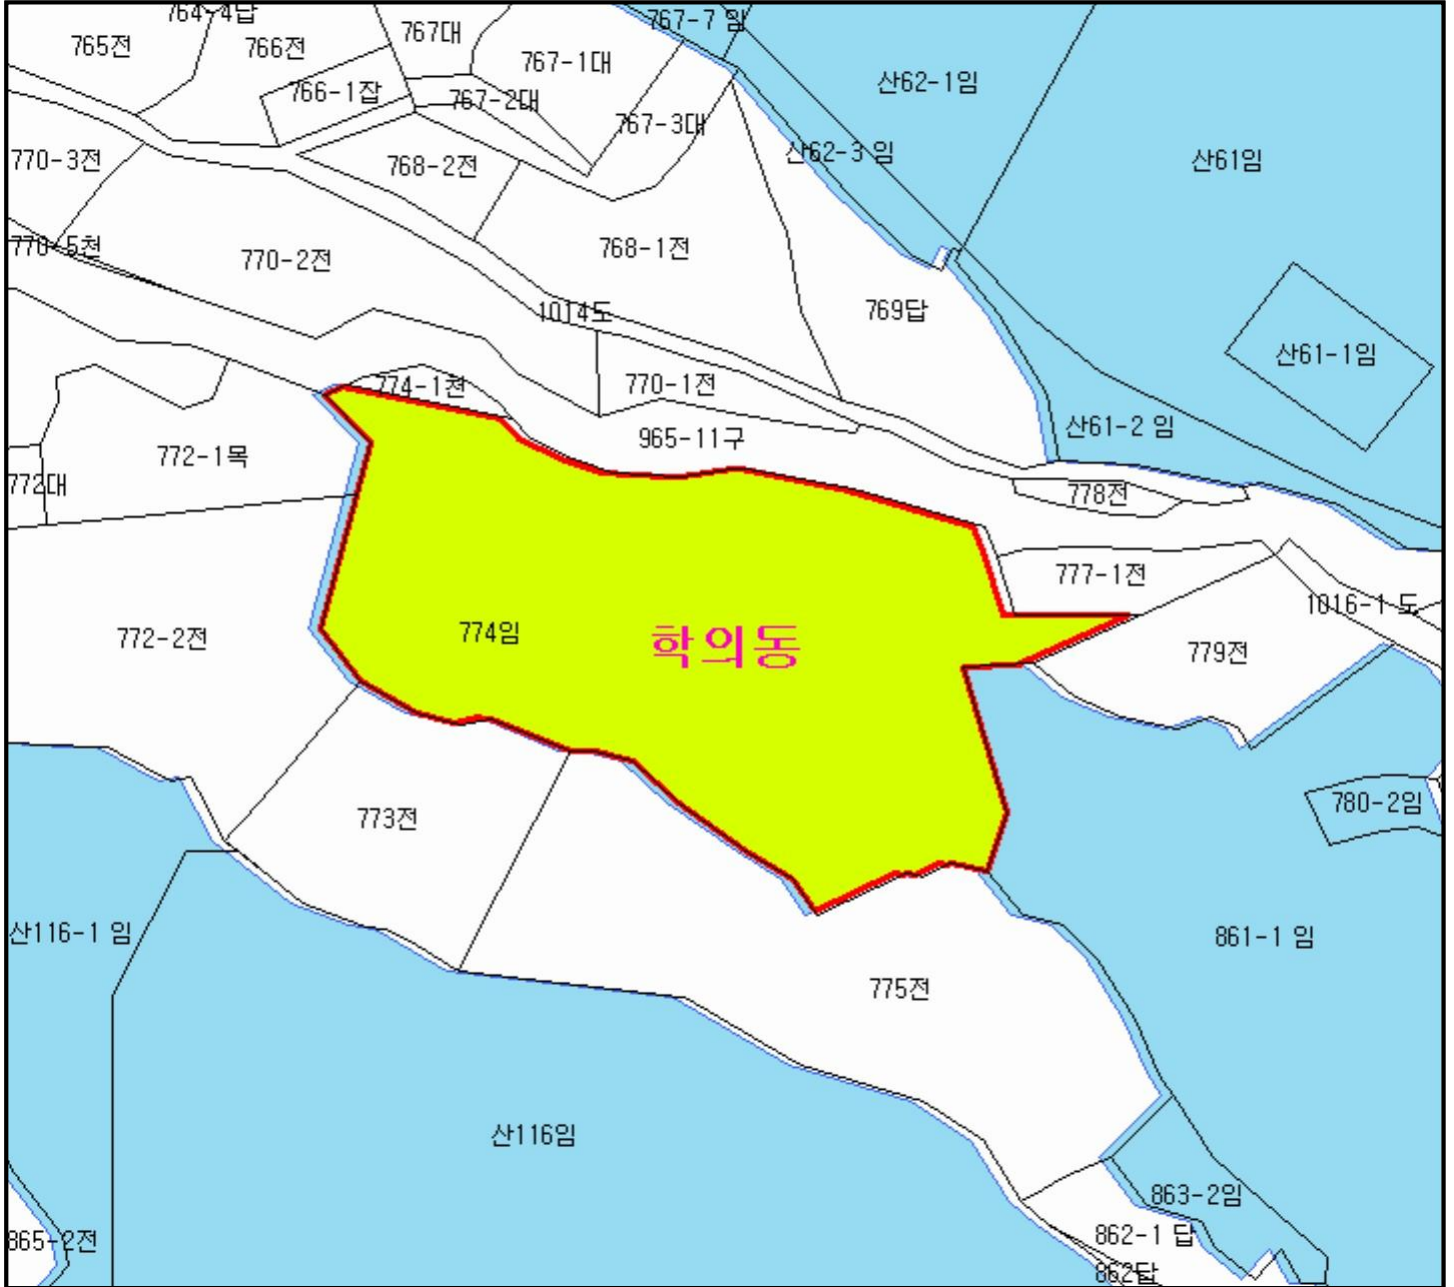 764-4답
767-7 임
765전
766전
767대
767-1대
산62-1임
766-1잡
767-2대
767-3대
770-3전
768-2전
산62-3 임
산61임
770-5천
770-2전
768-1전
769답
1014도
산61-1임
774-1천
770-1전
산61-2 임
965-11구
772-1목
772대
778전
777-1전
1016-1 도
772-2전
774임
학의동
779전
773전
780-2임
산116-1 임
861-1 임
775전
산116임
863-2임
865-2전
862-1 답
862답